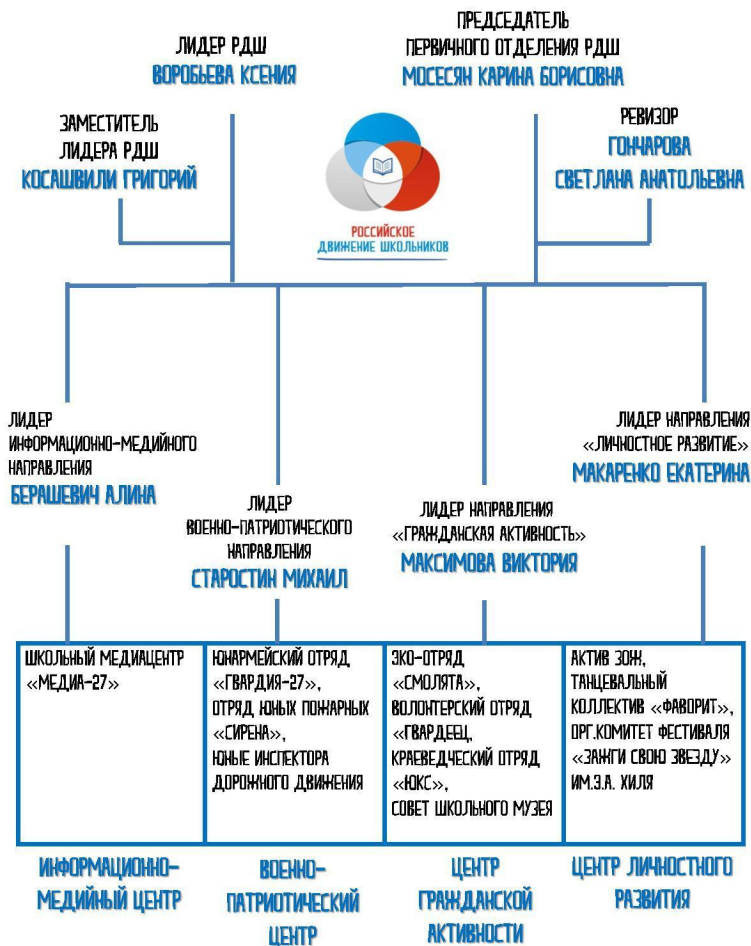 ЛИДЕР РДШ
ВОРОБЬЕВА КСЕНИЯ
ПРЕДСЕДАТЕЛЬ
ПЕРВИЧНОГО ОТДЕЛЕНИЯ РДШ
МОСЕСЯН КАРИНА БОРИСОВНА
ЗАМЕСТИТЕЛЬ
ЛИДЕРА РДШ
КОСАШВИЛИ ГРИГОРИЙ
РЕВИЗОР
ГОНЧАРОВА
СВЕТЛАНА АНАТОЛЬЕВНА
РОССИЙСКОЕ
ДВИЖЕНИЕ ШКОЛЬНИКОВ
ЛИДЕР
ИНФОРМАЦИОННО-МЕДИЙНОГО
НАПРАВЛЕНИЯ
БЕРАШЕВИЧ АЛИНА
ЛИДЕР
ВОЕННО-ПАТРИОТИЧЕСКОГО
НАПРАВЛЕНИЯ
СТАРОСТИН МИХАИЛ
ЛИДЕР НАПРАВЛЕНИЯ
«ГРАЖДАНСКАЯ АКТИВНОСТЬ»
МАКСИМОВА ВИКТОРИЯ
ЛИДЕР НАПРАВЛЕНИЯ
«ЛИЧНОСТНОЕ РАЗВИТИЕ»
МАКАРЕНКО ЕКАТЕРИНА
ШКОЛЬНЫЙ МЕДИАЦЕНТР
«МЕДИА-27»
ЮНАРМЕЙСКИЙ ОТРЯД
«ГВАРДИЯ-27»,
ОТРЯД ЮНЫХ ПОЖАРНЫХ
«СИРЕНА»,
ЮНЫЕ ИНСПЕКТОРА
ДОРОЖНОГО ДВИЖЕНИЯ
ЭКО-ОТРЯД
«СМОЛЯТА»,
ВОЛОНТЕРСКИЙ ОТРЯД
«ГВАРДЕЕЦ,
КРАЕВЕДЧЕСКИЙ ОТРЯД
«ЮКС»,
СОВЕТ ШКОЛЬНОГО МУЗЕЯ
АКТИВ ЗОЖ,
ТАНЦЕВАЛЬНЫЙ
КОЛЛЕКТИВ «ФАВОРИТ»,
ОРГ.КОМИТЕТ ФЕСТИВАЛЯ
«ЗАЖГИ СВОЮ ЗВЕЗДУ»
ИМ.Э.А. ХИЛЯ
ИНФОРМАЦИОННО-
МЕДИЙНЫЙ ЦЕНТР
ВОЕННО-
ПАТРИОТИЧЕСКИЙ
ЦЕНТР
ЦЕНТР
ГРАЖДАНСКОЙ
АКТИВНОСТИ
ЦЕНТР ЛИЧНОСТНОГО
РАЗВИТИЯ